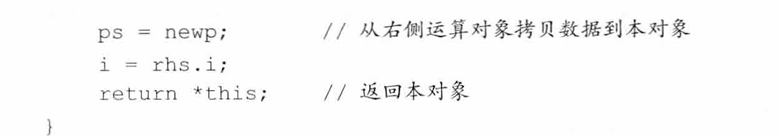 ps = newp; // 从右侧运算对象拷贝数据到本对象
i = rhs.i;
return *this; // 返回本对象
}